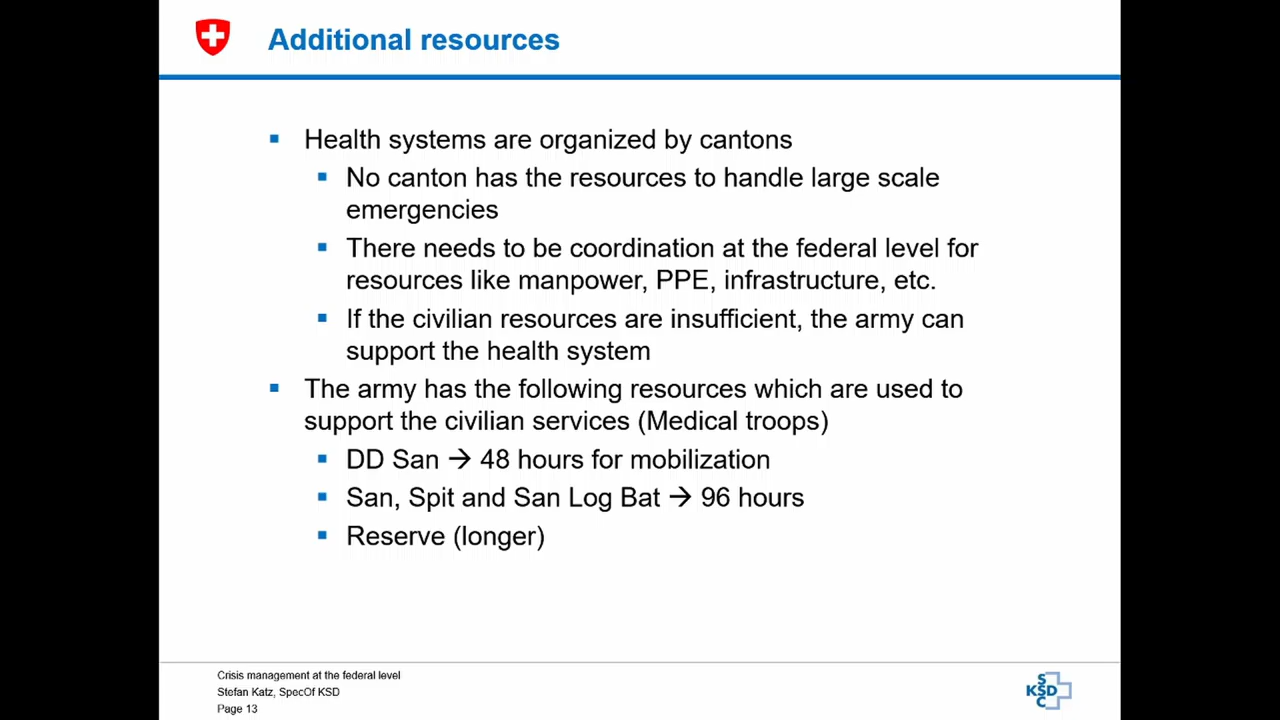 Additional resources
Health systems are organized by cantons
No canton has the resources to handle large scale
emergencies
There needs to be coordination at the federal level for
resources like manpower, PPE, infrastructure, etc.
If the civilian resources are insufficient, the army can
support the health system
The army has the following resources which are used to
support the civilian services (Medical troops)
DD San → 48 hours for mobilization
San, Spit and San Log Bat → 96 hours
Reserve (longer)
Crisis management at the federal level
Stefan Katz, SpecOf KSD
Page 13
S
KSD
C